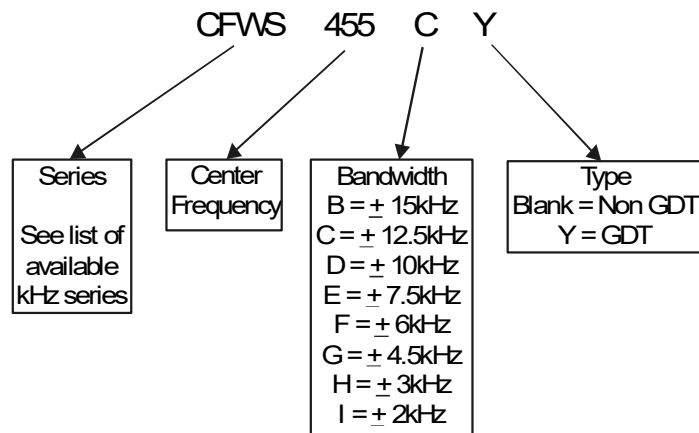 CFWS 455 C Y
Series
See list of
available
kHz series
Center
Frequency
Bandwidth
B = ± 15kHz
C = ± 12.5kHz
D = ± 10kHz
E = ± 7.5kHz
F = ± 6kHz
G = ± 4.5kHz
H = ± 3kHz
I = ± 2kHz
Type
Blank = Non GDT
Y = GDT